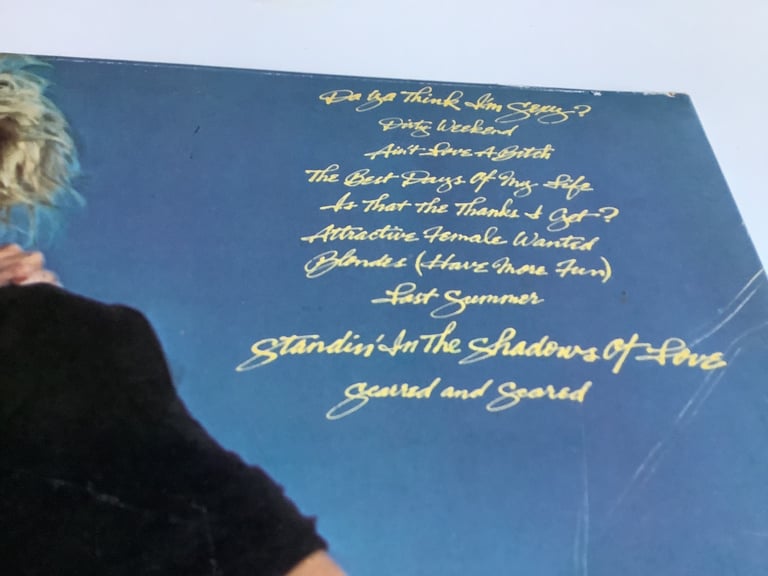 Da Ya Think I'm Sexy?
Dirty Weekend
Ain't Love A Bitch
The Best Days Of My Life
Is That The Thanks I Get?
Attractive Female Wanted
Blondes (Have More Fun)
Last Summer
Standin' In The Shadows Of Love
Scarred and Scared